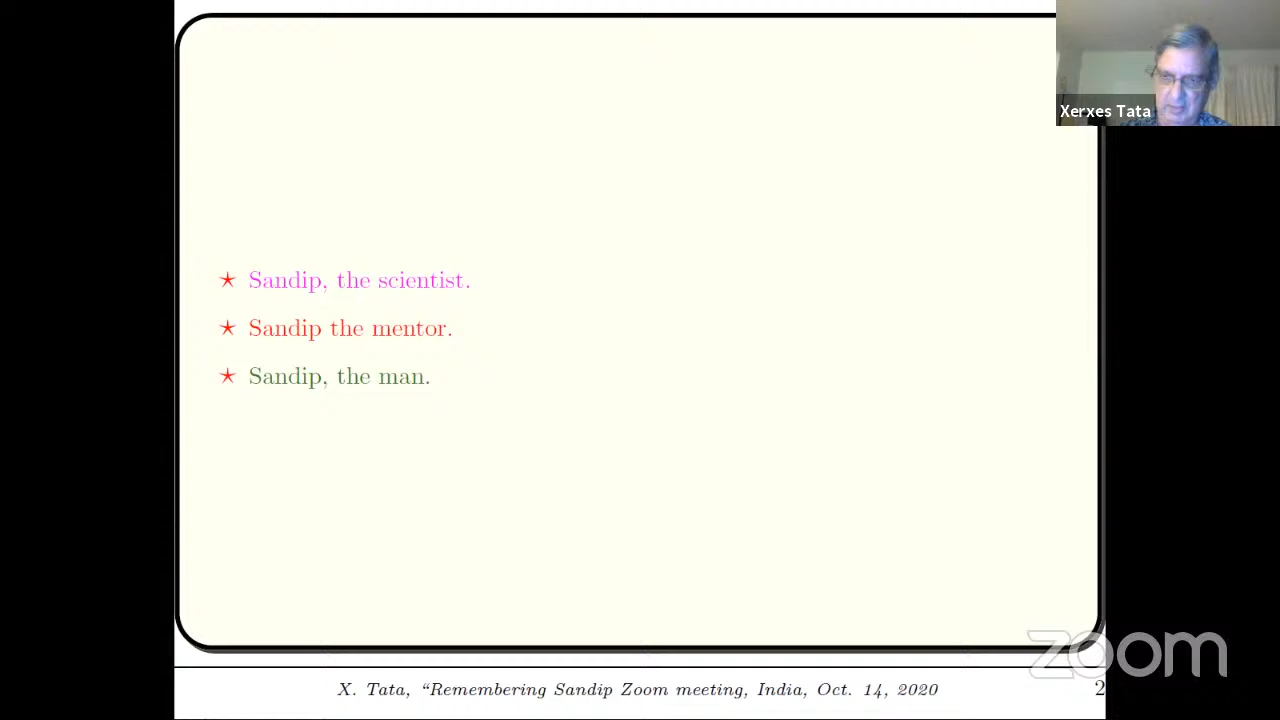 Xerxes Tata
★ Sandip, the scientist.
★ Sandip the mentor.
★ Sandip, the man.
zoom
X. Tata, “Remembering Sandip Zoom meeting, India, Oct. 14, 2020
2